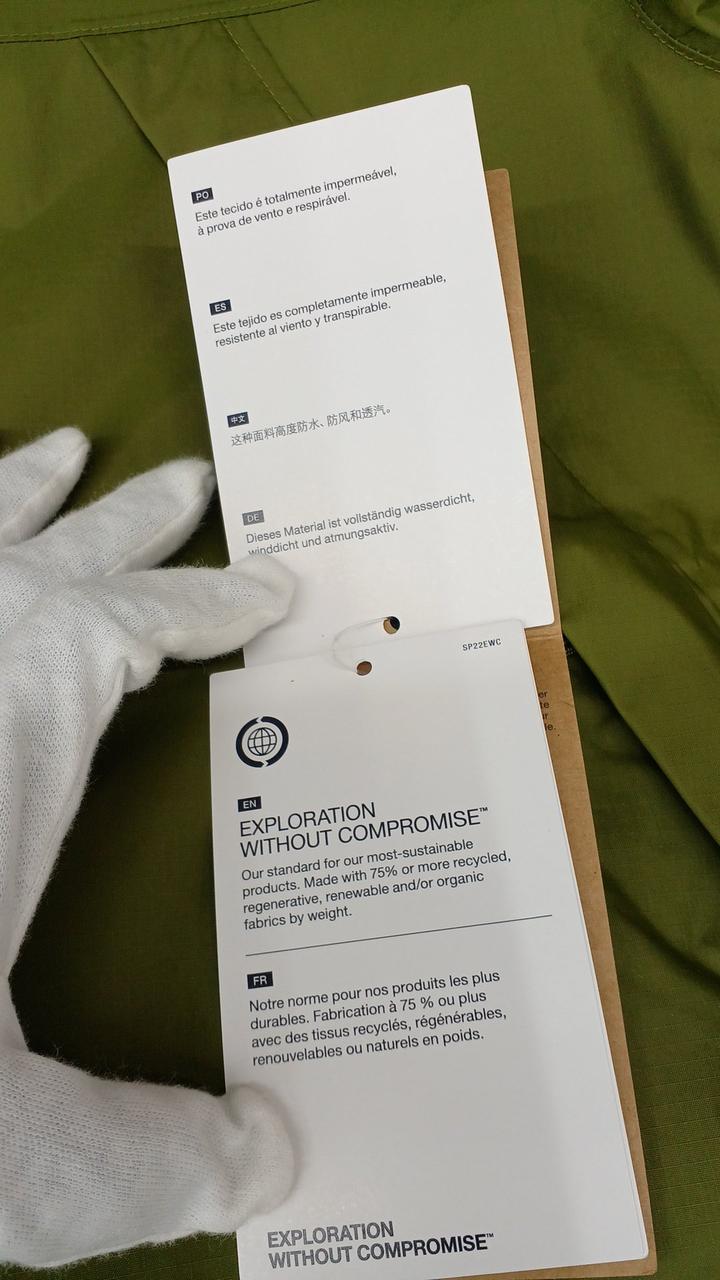 PO
Este tecido é totalmente impermeável,
à prova de vento e respirável.
ES
Este tejido es completamente impermeable,
resistente al viento y transpirable.
中文
这种面料高度防水、防风和透汽。
DE
Dieses Material ist vollständig wasserdicht,
winddicht und atmungsaktiv.
SP22EWC
EN
EXPLORATION
WITHOUT COMPROMISE™
Our standard for our most-sustainable
products. Made with 75% or more recycled,
regenerative, renewable and/or organic
fabrics by weight.
FR
Notre norme pour nos produits les plus
durables. Fabrication à 75 % ou plus
avec des tissus recyclés, régénérables,
renouvelables ou naturels en poids.
EXPLORATION
WITHOUT COMPROMISE™